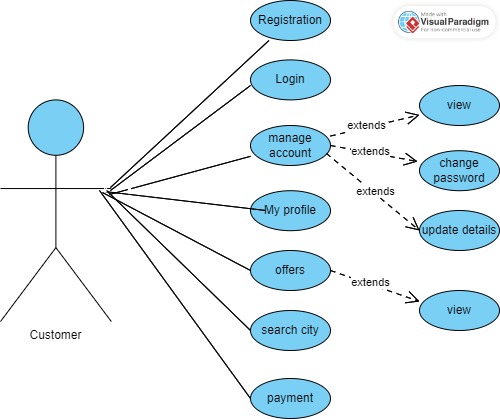 Registration
Made with
Visual Paradigm
For non-commercial use
Login
view
extends
manage
account
extends
change
password
extends
My profile
update details
offers
extends
view
search city
Customer
payment